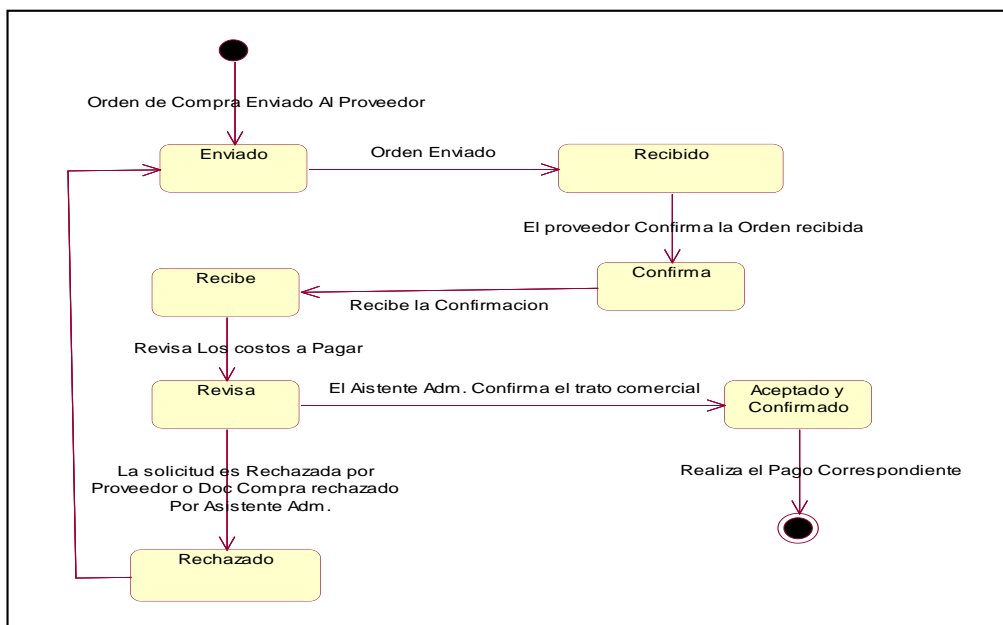 Orden de Compra Enviado Al Proveedor
Enviado
Orden Enviado
Recibido
El proveedor Confirma la Orden recibida
Confirma
Recibe la Confirmacion
Recibe
Revisa Los costos a Pagar
Revisa
El Aistente Adm. Confirma el trato comercial
Aceptado y
Confirmado
Realiza el Pago Correspondiente
La solicitud es Rechazada por
Proveedor o Doc Compra rechazado
Por Asistente Adm.
Rechazado